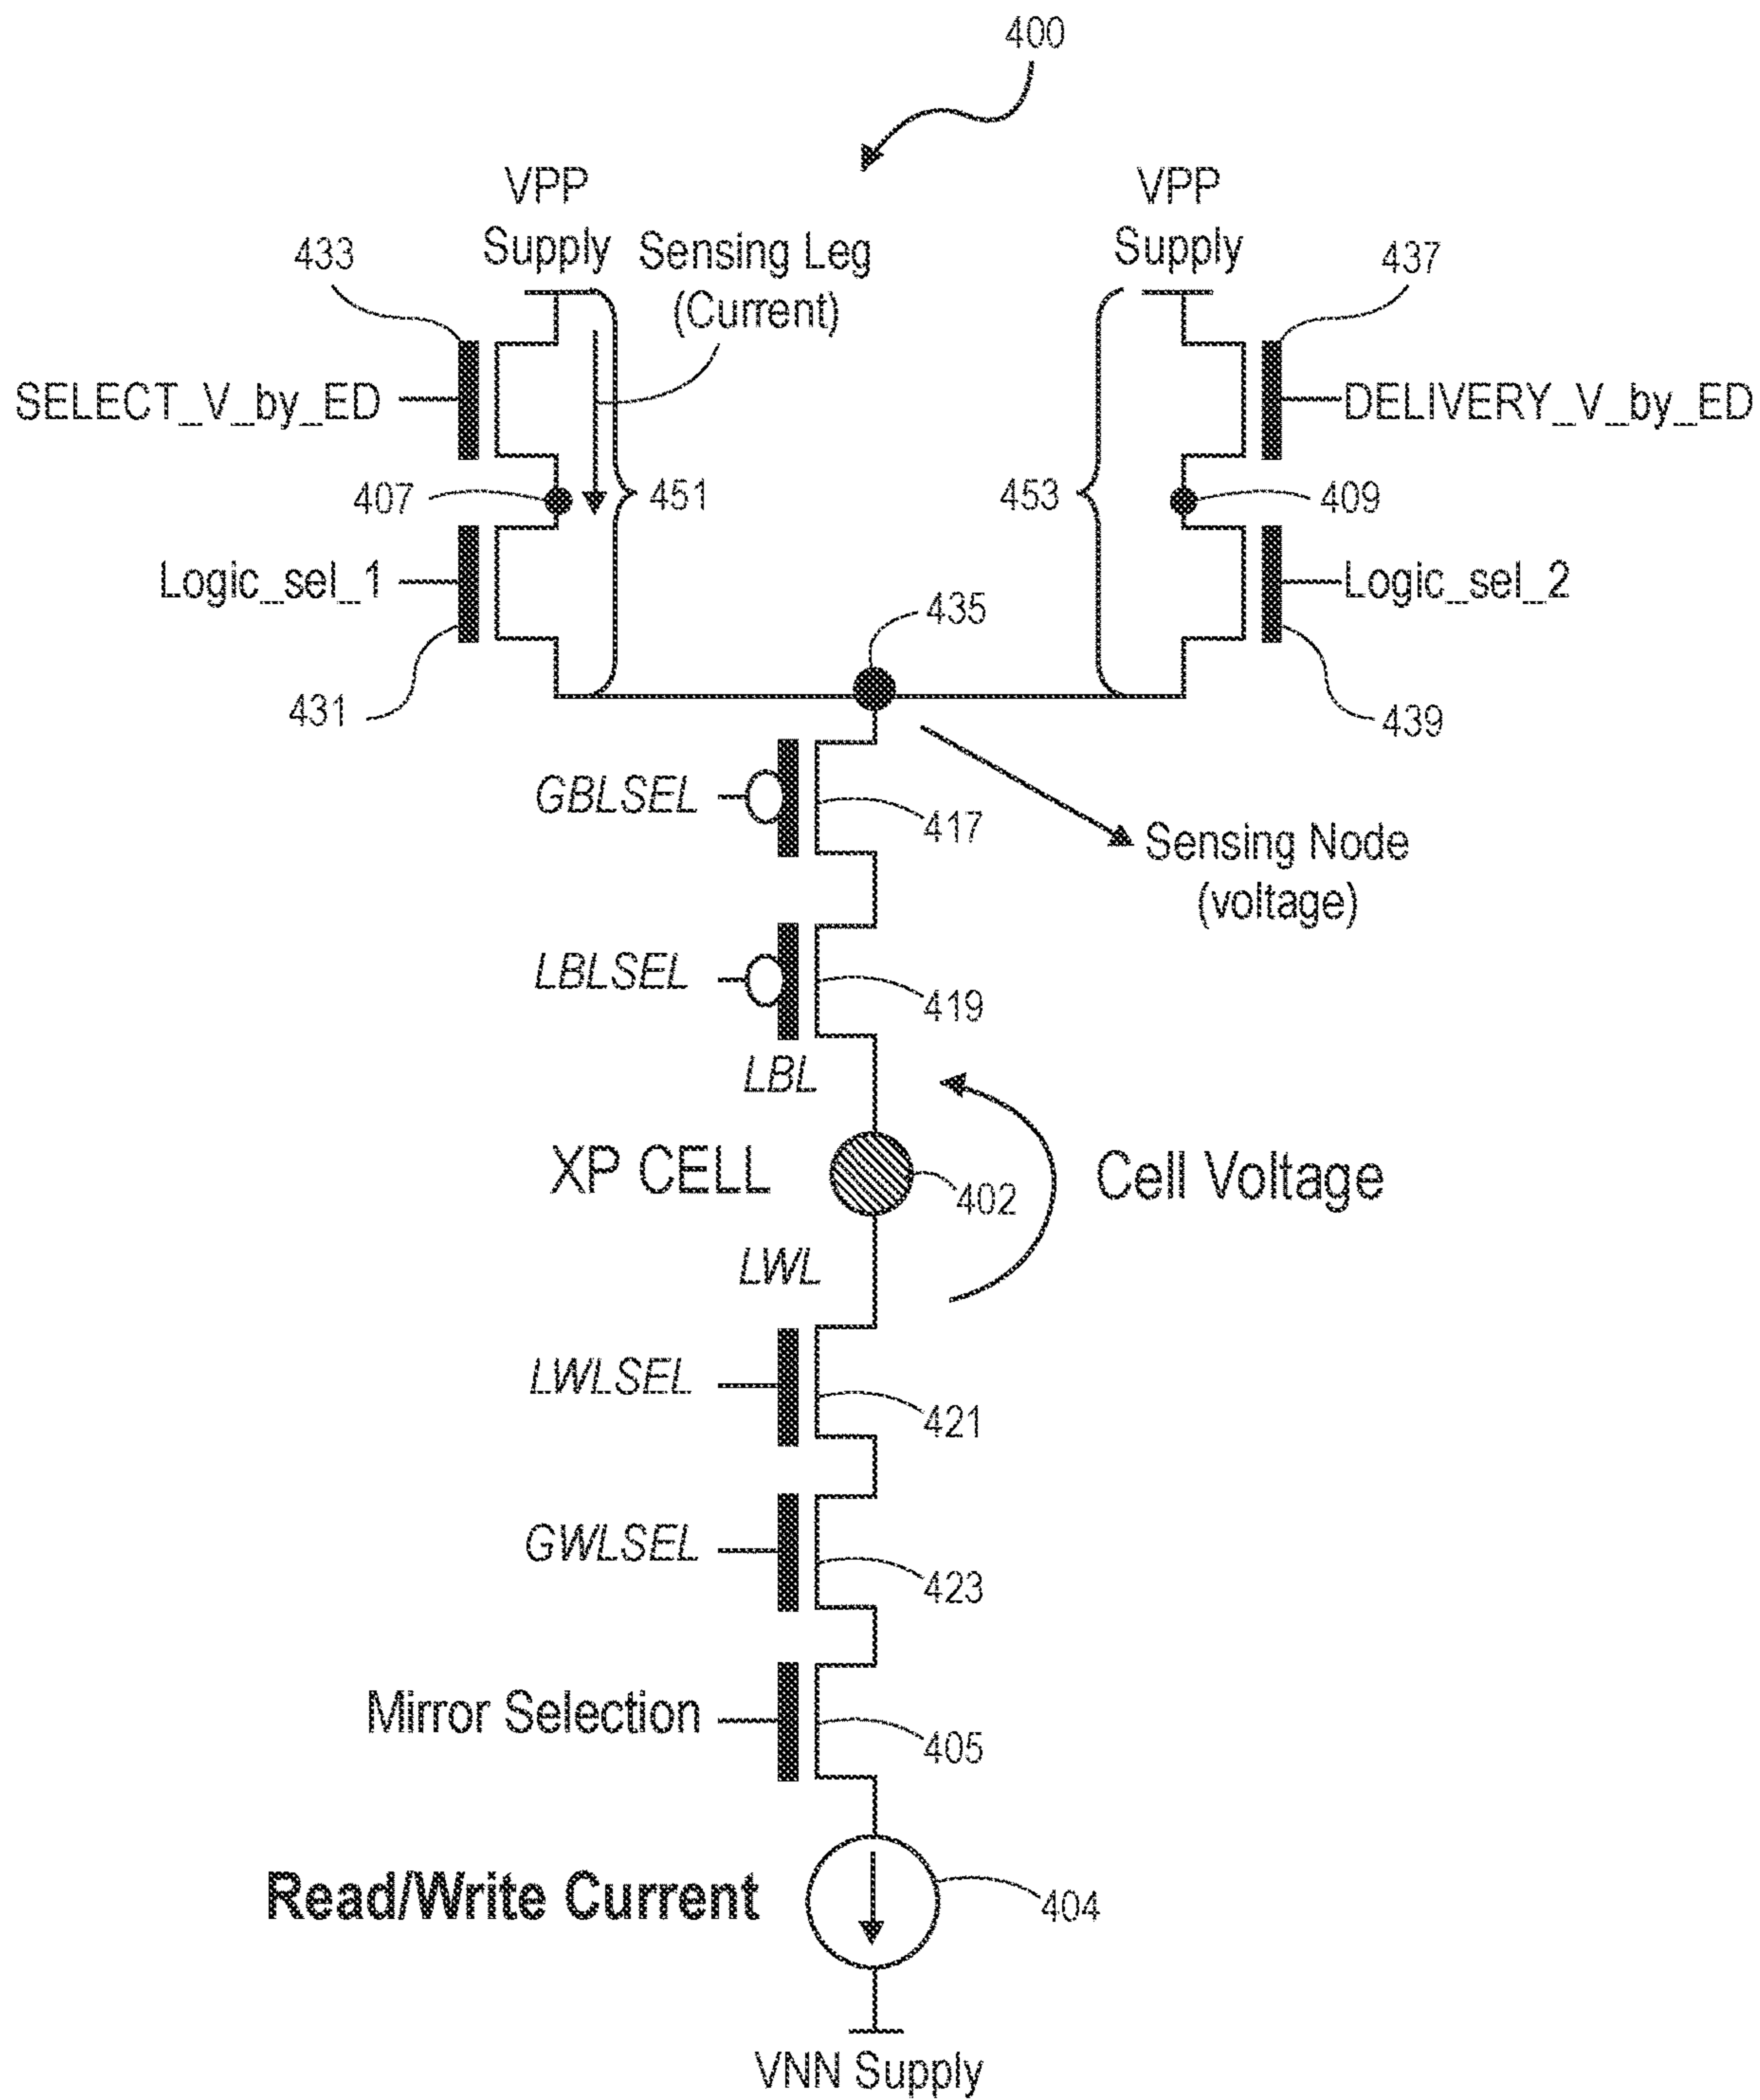 400
VPP
Supply
VPP
Supply
433
Sensing Leg
(Current)
437
SELECT_V_by_ED
DELIVERY_V_by_ED
407
451
453
409
Logic_sel_1
Logic_sel_2
435
431
439
GBLSEL
417
Sensing Node
(voltage)
LBLSEL
419
LBL
XP CELL
402
Cell Voltage
LWL
LWLSEL
421
GWLSEL
423
Mirror Selection
405
Read/Write Current
404
VNN Supply